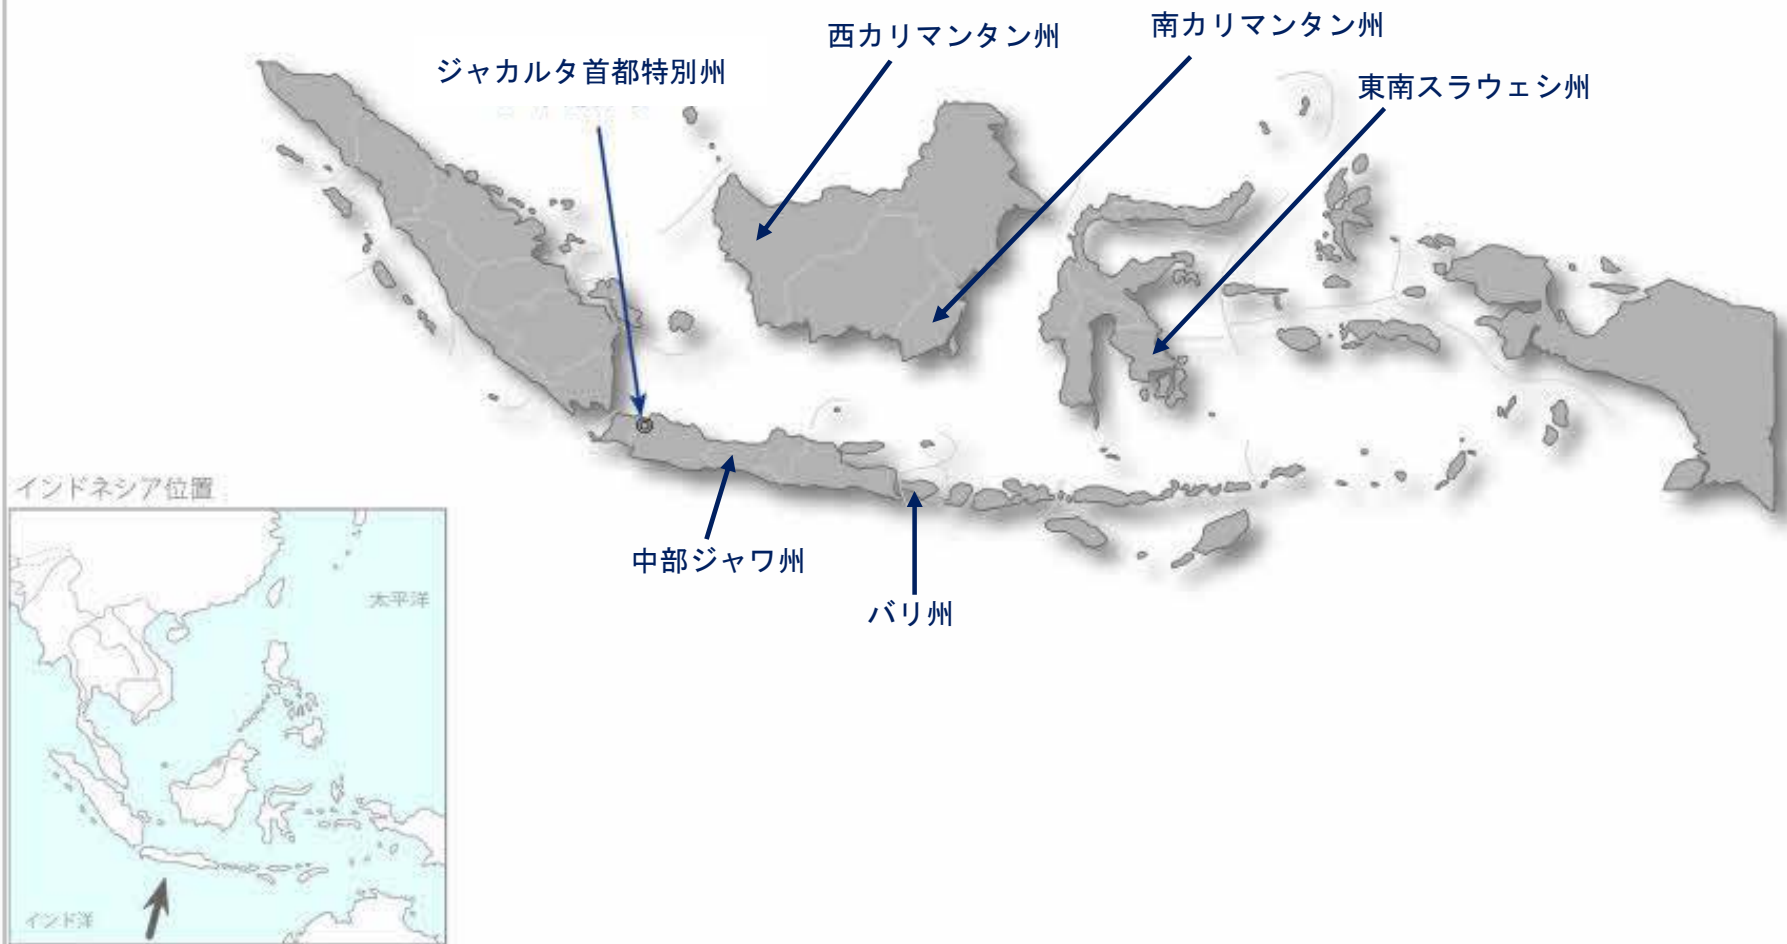 西カリマンタン州
南カリマンタン州
ジャカルタ首都特別州
東南スラウェシ州
インドネシア位置
中部ジャワ州
バリ州
太平洋
インド洋